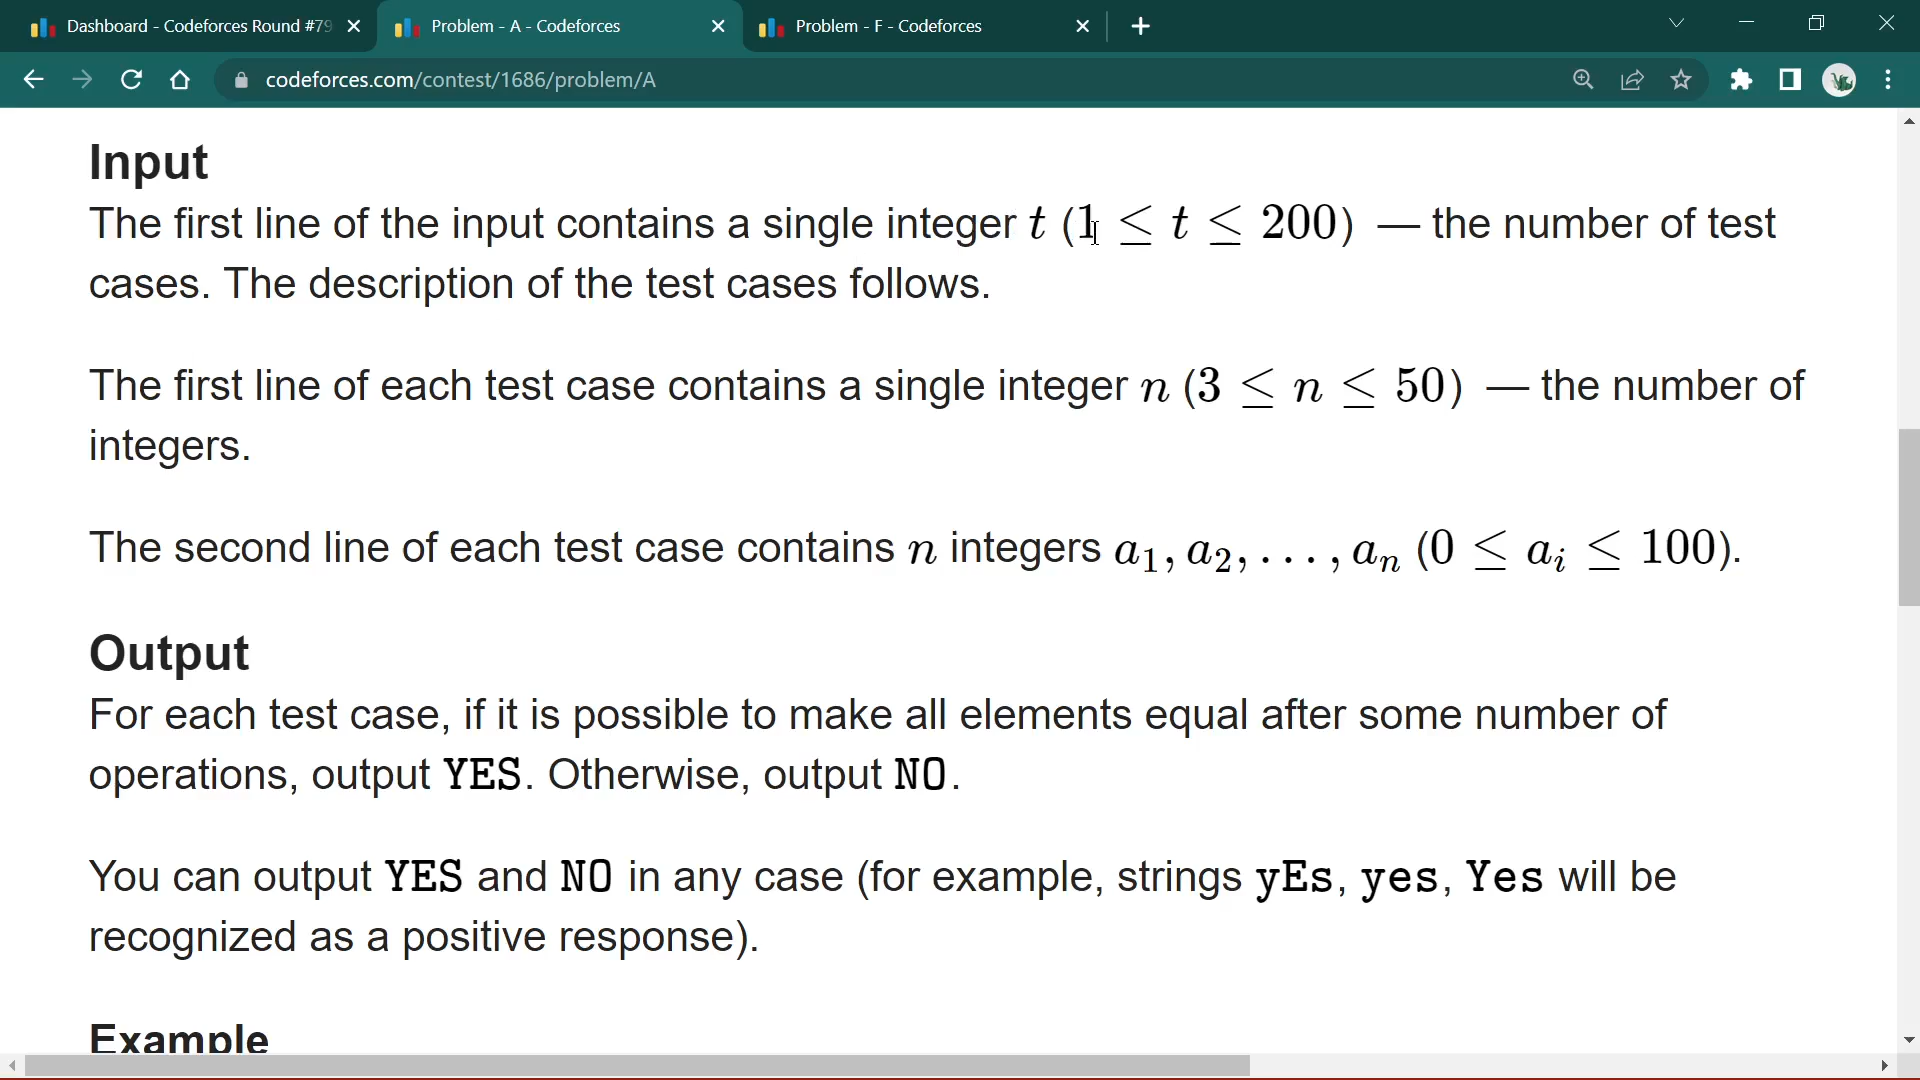 Dashboard - Codeforces Round #79
Problem - A - Codeforces
Problem - F - Codeforces
codeforces.com/contest/1686/problem/A
Input
The first line of the input contains a single integer t (1 ≤ t ≤ 200) — the number of test
cases. The description of the test cases follows.
The first line of each test case contains a single integer n (3 ≤ n ≤ 50) — the number of
integers.
The second line of each test case contains n integers a₁, a₂, . . . , aₙ (0 ≤ aᵢ ≤ 100).
Output
For each test case, if it is possible to make all elements equal after some number of
operations, output YES. Otherwise, output NO.
You can output YES and NO in any case (for example, strings yEs, yes, Yes will be
recognized as a positive response).
Example